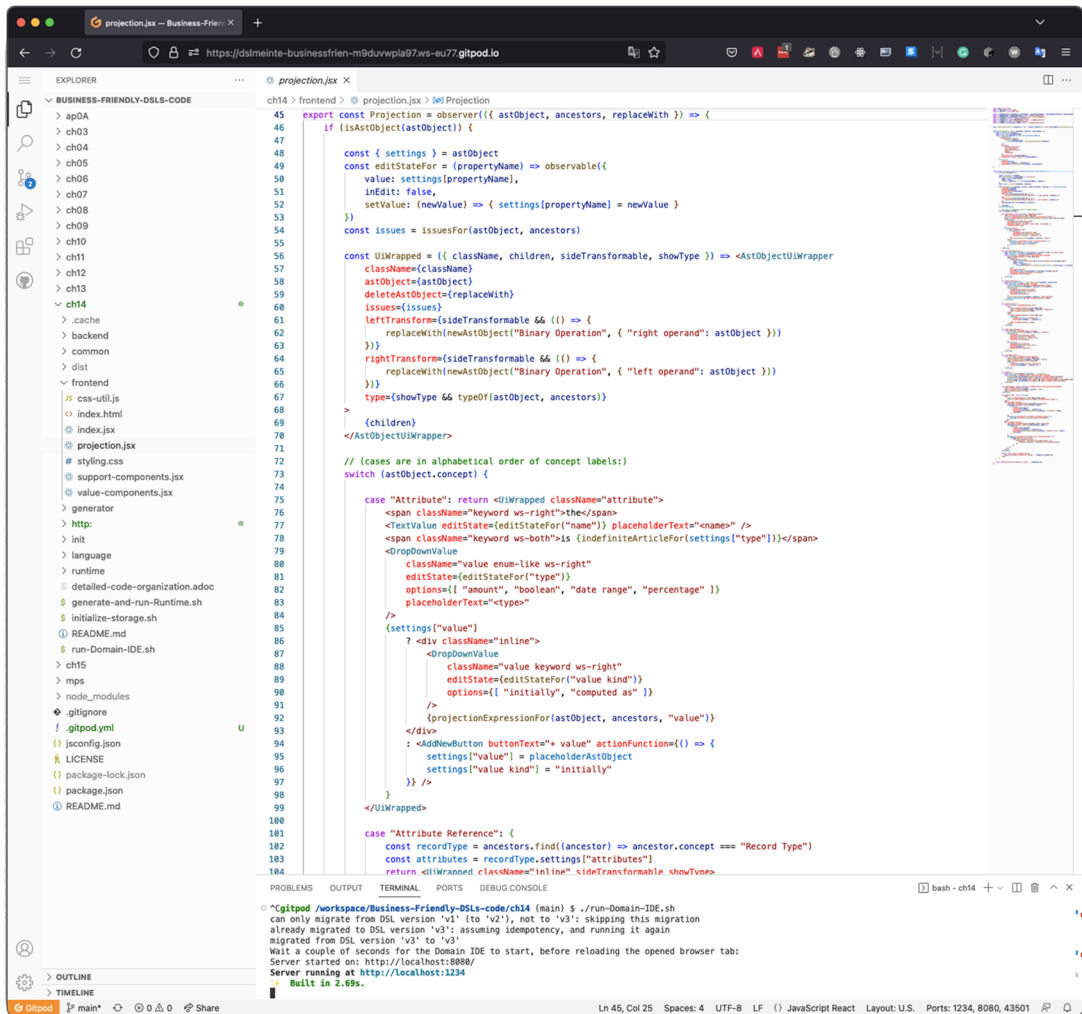 projection.jsx — Business-Frien
https://dslmeinte-businessfrien-m9duvwpla97.ws-eu77.gitpod.io
EXPLORER
BUSINESS-FRIENDLY-DSLS-CODE
ap0A
ch03
ch04
ch05
ch06
ch07
ch08
ch09
ch10
ch11
ch12
ch13
ch14
.cache
backend
common
dist
frontend
css-util.js
index.html
index.jsx
projection.jsx
styling.css
support-components.jsx
value-components.jsx
generator
http:
init
language
runtime
detailed-code-organization.adoc
generate-and-run-Runtime.sh
initialize-storage.sh
README.md
run-Domain-IDE.sh
ch15
mps
node_modules
.gitignore
.gitpod.yml U
jsconfig.json
LICENSE
package-lock.json
package.json
README.md
OUTLINE
TIMELINE
projection.jsx
ch14 > frontend > projection.jsx > Projection
45 export const Projection = observer(({ astObject, ancestors, replaceWith }) => {
46 if (isAstObject(astObject)) {
47
48 const { settings } = astObject
49 const editStateFor = (propertyName) => observable({
50 value: settings[propertyName],
51 inEdit: false,
52 setValue: (newValue) => { settings[propertyName] = newValue }
53 })
54 const issues = issuesFor(astObject, ancestors)
55
56 const UiWrapped = ({ className, children, sideTransformable, showType }) => <AstObjectUiWrapper
57 className={className}
58 astObject={astObject}
59 deleteAstObject={replaceWith}
60 issues={issues}
61 leftTransform={sideTransformable && (() => {
62 replaceWith(newAstObject("Binary Operation", { "right operand": astObject }))
63 })}
64 rightTransform={sideTransformable && (() => {
65 replaceWith(newAstObject("Binary Operation", { "left operand": astObject }))
66 })}
67 type={showType && typeOf(astObject, ancestors)}
68 >
69 {children}
70 </AstObjectUiWrapper>
71
72 // (cases are in alphabetical order of concept labels:)
73 switch (astObject.concept) {
74
75 case "Attribute": return <UiWrapped className="attribute">
76 <span className="keyword ws-right">the</span>
77 <TextValue editState={editStateFor("name")} placeholderText="<name>" />
78 <span className="keyword ws-both">is {indefiniteArticleFor(settings["type"])}</span>
79 <DropDownValue
80 className="value enum-like ws-right"
81 editState={editStateFor("type")}
82 options={[ "amount", "boolean", "date range", "percentage" ]}
83 placeholderText="<type>"
84 />
85 {settings["value"]
86 ? <div className="inline">
87 <DropDownValue
88 className="value keyword ws-right"
89 editState={editStateFor("value kind")}
90 options={[ "initially", "computed as" ]}
91 />
92 {projectionExpressionFor(astObject, ancestors, "value")}
93 </div>
94 : <AddNewButton buttonText="+ value" actionFunction={() => {
95 settings["value"] = placeholderAstObject
96 settings["value kind"] = "initially"
97 }} />
98 }
99 </UiWrapped>
100
101 case "Attribute Reference": {
102 const recordType = ancestors.find((ancestor) => ancestor.concept === "Record Type")
103 const attributes = recordType.settings["attributes"]
104 return <UiWrapped className="inline" sideTransformable showType>
PROBLEMS OUTPUT TERMINAL PORTS DEBUG CONSOLE bash - ch14
^Cgitpod /workspace/Business-Friendly-DSLs-code/ch14 (main) $ ./run-Domain-IDE.sh
can only migrate from DSL version 'v1' (to 'v2'), not to 'v3': skipping this migration
already migrated to DSL version 'v3': assuming idempotency, and running it again
migrated from DSL version 'v3' to 'v3'
Wait a couple of seconds for the Domain IDE to start, before reloading the opened browser tab:
Server started on: http://localhost:8080/
Server running at http://localhost:1234
Built in 2.69s.
Gitpod main* 0 0 Share Ln 45, Col 25 Spaces: 4 UTF-8 LF {} JavaScript React Layout: U.S. Ports: 1234, 8080, 43501